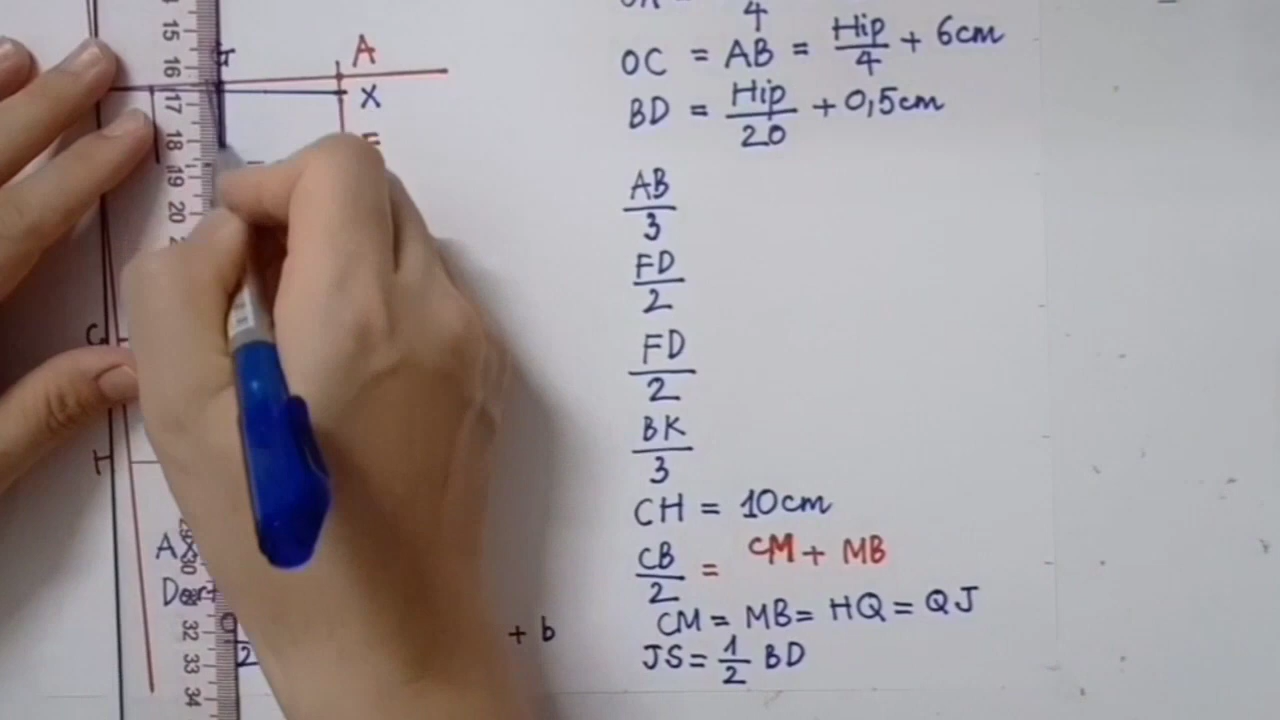 15
16
17
18
19
20
A
X
C
H
A
30
32
33
34
2
+ b
4
OC = AB = Hip/4 + 6cm
BD = Hip/20 + 0,5cm
AB/3
FD/2
FD/2
BK/3
CH = 10cm
CB/2 = CM + MB
CM = MB = HQ = QJ
JS = 1/2 BD